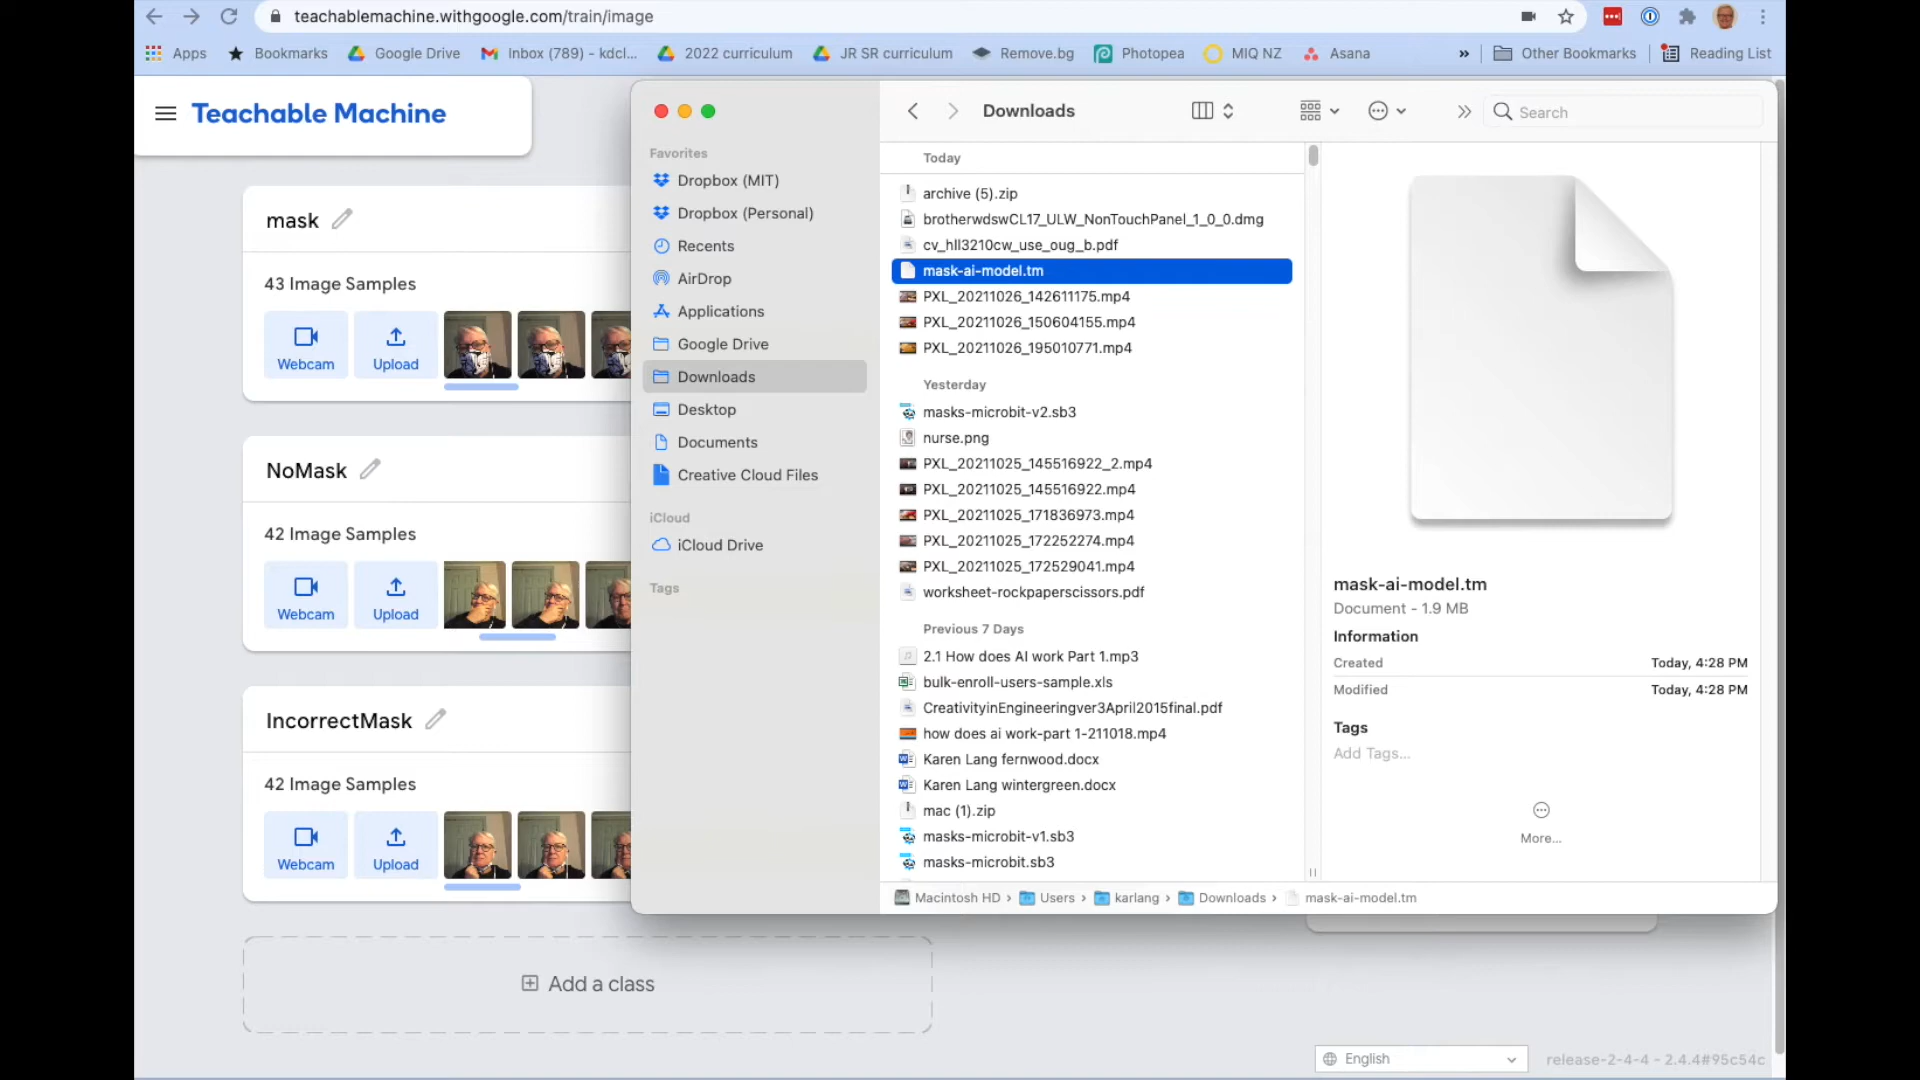 teachablemachine.withgoogle.com/train/image
Apps Bookmarks Google Drive Inbox (789) - kdcl... 2022 curriculum JR SR curriculum Remove.bg Photopea MIQ NZ Asana » Other Bookmarks Reading List
Teachable Machine
mask
43 Image Samples
Webcam Upload
NoMask
42 Image Samples
Webcam Upload
IncorrectMask
42 Image Samples
Webcam Upload
Add a class
Favorites
Dropbox (MIT)
Dropbox (Personal)
Recents
AirDrop
Applications
Google Drive
Downloads
Desktop
Documents
Creative Cloud Files
iCloud
iCloud Drive
Tags
Downloads
Search
Today
archive (5).zip
brotherwdswCL17_ULW_NonTouchPanel_1_0_0.dmg
cv_hll3210cw_use_oug_b.pdf
mask-ai-model.tm
PXL_20211026_142611175.mp4
PXL_20211026_150604155.mp4
PXL_20211026_195010771.mp4
Yesterday
masks-microbit-v2.sb3
nurse.png
PXL_20211025_145516922_2.mp4
PXL_20211025_145516922.mp4
PXL_20211025_171836973.mp4
PXL_20211025_172252274.mp4
PXL_20211025_172529041.mp4
worksheet-rockpaperscissors.pdf
Previous 7 Days
2.1 How does AI work Part 1.mp3
bulk-enroll-users-sample.xls
CreativityinEngineeringver3April2015final.pdf
how does ai work-part 1-211018.mp4
Karen Lang fernwood.docx
Karen Lang wintergreen.docx
mac (1).zip
masks-microbit-v1.sb3
masks-microbit.sb3
mask-ai-model.tm
Document - 1.9 MB
Information
Created Today, 4:28 PM
Modified Today, 4:28 PM
Tags
Add Tags...
More...
Macintosh HD › Users › karlang › Downloads › mask-ai-model.tm
English
release-2-4-4 - 2.4.4#95c54c